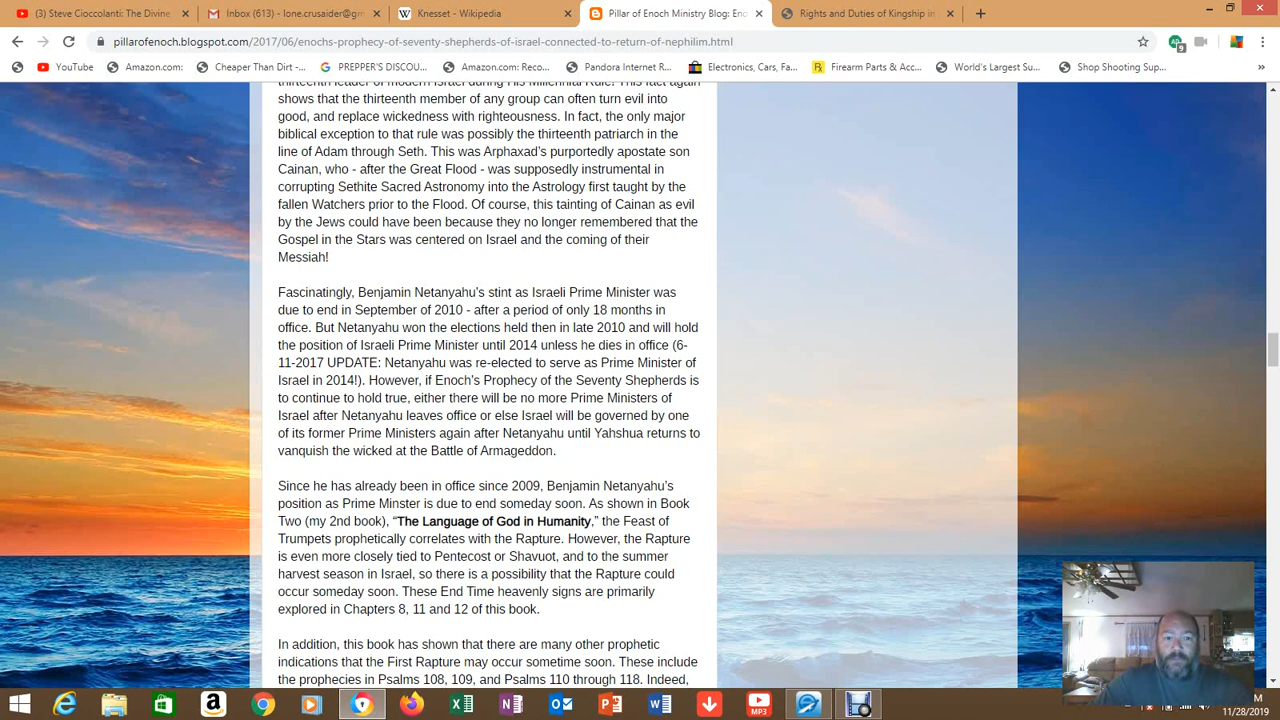 (3) Steve Cioccolanti: The Divine
Inbox (613) - lone.crusaider@gm
Knesset - Wikipedia
Pillar of Enoch Ministry Blog: Eno
Rights and Duties of Kingship in
pillarofenoch.blogspot.com/2017/06/enochs-prophecy-of-seventy-shepherds-of-israel-connected-to-return-of-nephilim.html
9
YouTube
Amazon.com:
Cheaper Than Dirt -...
PREPPER'S DISCOU...
Amazon.com: Reco...
Pandora Internet R...
Electronics, Cars, Fa...
Firearm Parts & Acc...
World's Largest Su...
Shop Shooting Sup...
thirteenth leader of modern Israel during His Millennial Rule! This fact again
shows that the thirteenth member of any group can often turn evil into
good, and replace wickedness with righteousness. In fact, the only major
biblical exception to that rule was possibly the thirteenth patriarch in the
line of Adam through Seth. This was Arphaxad's purportedly apostate son
Cainan, who - after the Great Flood - was supposedly instrumental in
corrupting Sethite Sacred Astronomy into the Astrology first taught by the
fallen Watchers prior to the Flood. Of course, this tainting of Cainan as evil
by the Jews could have been because they no longer remembered that the
Gospel in the Stars was centered on Israel and the coming of their
Messiah!
Fascinatingly, Benjamin Netanyahu's stint as Israeli Prime Minister was
due to end in September of 2010 - after a period of only 18 months in
office. But Netanyahu won the elections held then in late 2010 and will hold
the position of Israeli Prime Minister until 2014 unless he dies in office (6-
11-2017 UPDATE: Netanyahu was re-elected to serve as Prime Minister of
Israel in 2014!). However, if Enoch's Prophecy of the Seventy Shepherds is
to continue to hold true, either there will be no more Prime Ministers of
Israel after Netanyahu leaves office or else Israel will be governed by one
of its former Prime Ministers again after Netanyahu until Yahshua returns to
vanquish the wicked at the Battle of Armageddon.
Since he has already been in office since 2009, Benjamin Netanyahu's
position as Prime Minster is due to end someday soon. As shown in Book
Two (my 2nd book), “The Language of God in Humanity,” the Feast of
Trumpets prophetically correlates with the Rapture. However, the Rapture
is even more closely tied to Pentecost or Shavuot, and to the summer
harvest season in Israel, so there is a possibility that the Rapture could
occur someday soon. These End Time heavenly signs are primarily
explored in Chapters 8, 11 and 12 of this book.
In addition, this book has shown that there are many other prophetic
indications that the First Rapture may occur sometime soon. These include
the prophecies in Psalms 108, 109, and Psalms 110 through 118. Indeed,
MP3
11/28/2019